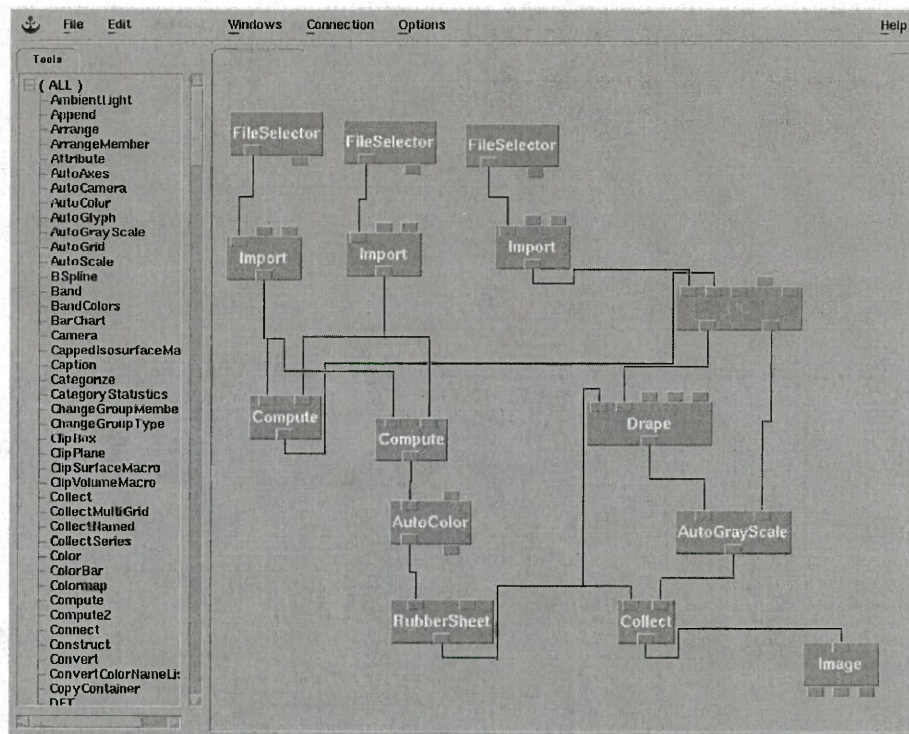 File Edit Windows Connection Options Help
Tools
( ALL )
AmbientLight
Append
Arrange
ArrangeMember
Attribute
AutoAxes
AutoCamera
AutoColor
AutoGlyph
AutoGrayScale
AutoGrid
AutoScale
BSpline
Band
BandColors
BarChart
Camera
CappedIsosurfaceMa
Caption
Categorize
CategoryStatistics
ChangeGroupMembe
ChangeGroupType
ClipBox
ClipPlane
ClipSurfaceMacro
ClipVolumeMacro
Collect
CollectMultiGrid
CollectNamed
CollectSeries
Color
ColorBar
Colormap
Compute
Compute2
Connect
Construct
Convert
ConvertColorNameLi
CopyContainer
DFT
FileSelector FileSelector FileSelector
Import Import Import
Compute Compute Drape
AutoColor AutoGrayScale
RubberSheet Collect
Image